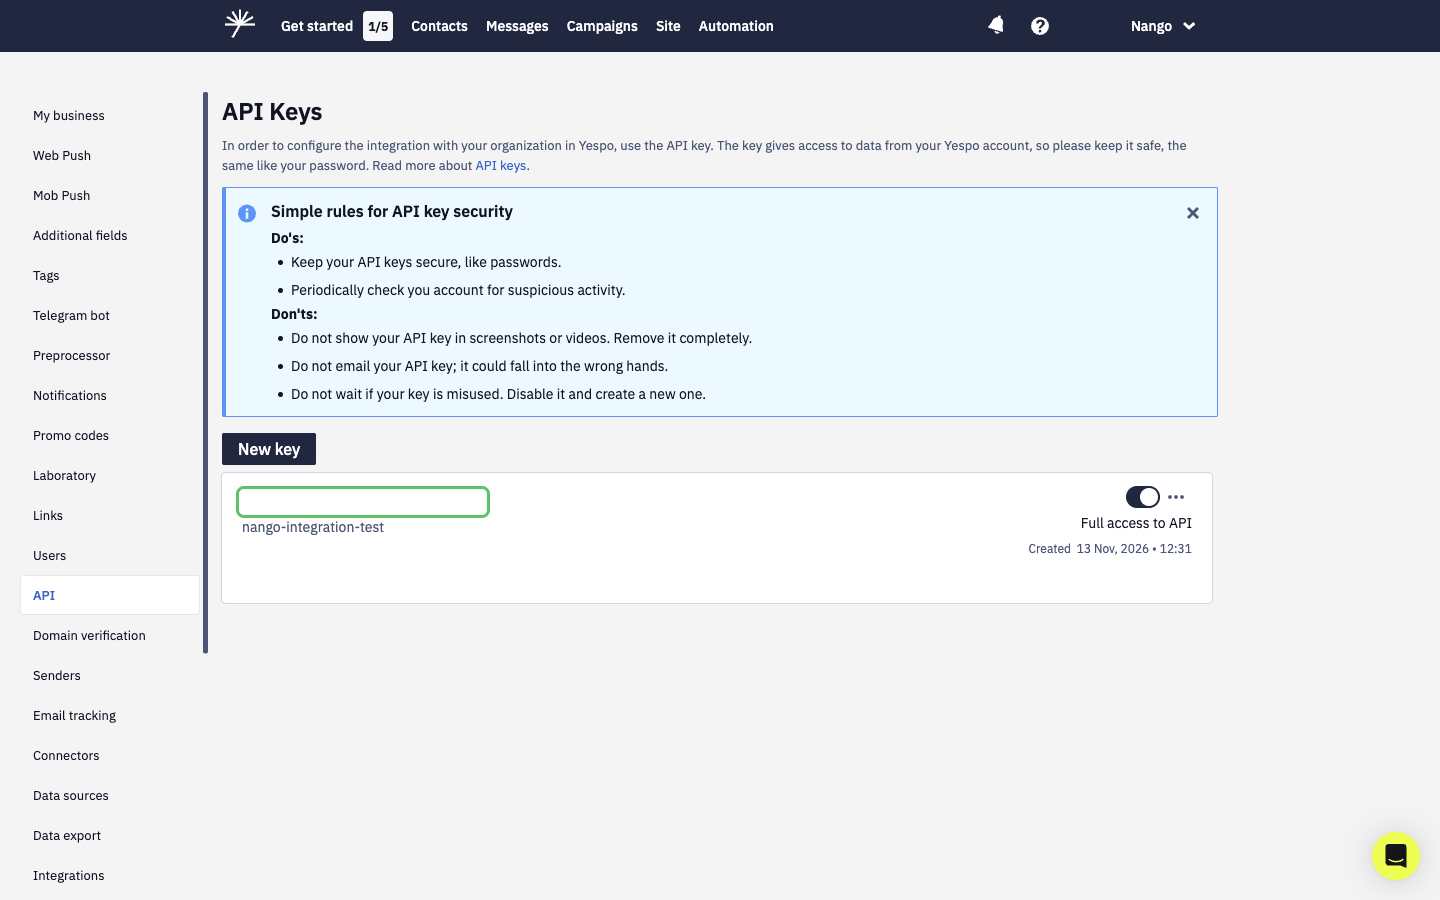 Get started 1/5 Contacts Messages Campaigns Site Automation Nango
My business
Web Push
Mob Push
Additional fields
Tags
Telegram bot
Preprocessor
Notifications
Promo codes
Laboratory
Links
Users
API
Domain verification
Senders
Email tracking
Connectors
Data sources
Data export
Integrations
API Keys
In order to configure the integration with your organization in Yespo, use the API key. The key gives access to data from your Yespo account, so please keep it safe, the
same like your password. Read more about API keys.
Simple rules for API key security
Do's:
• Keep your API keys secure, like passwords.
• Periodically check you account for suspicious activity.
Don'ts:
• Do not show your API key in screenshots or videos. Remove it completely.
• Do not email your API key; it could fall into the wrong hands.
• Do not wait if your key is misused. Disable it and create a new one.
New key
nango-integration-test
Full access to API
Created 13 Nov, 2026 • 12:31